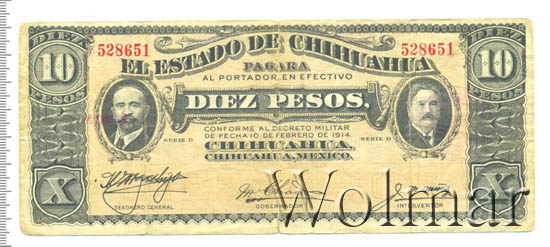 DIEZ DIEZ
528651 528651
EL ESTADO DE CHIHUAHUA
10 PAGARA 10
PESOS AL PORTADOR, EN EFECTIVO PESOS
DIEZ PESOS.
CONFORME AL DECRETO MILITAR
SERIE D DE FECHA 10 DE FEBRERO DE 1914. SERIE D
CHIHUAHUA,
CHIHUAHUA, MEXICO.
X X
TESORERO GENERAL GOBERNADOR INTERVENTOR
Wolmar